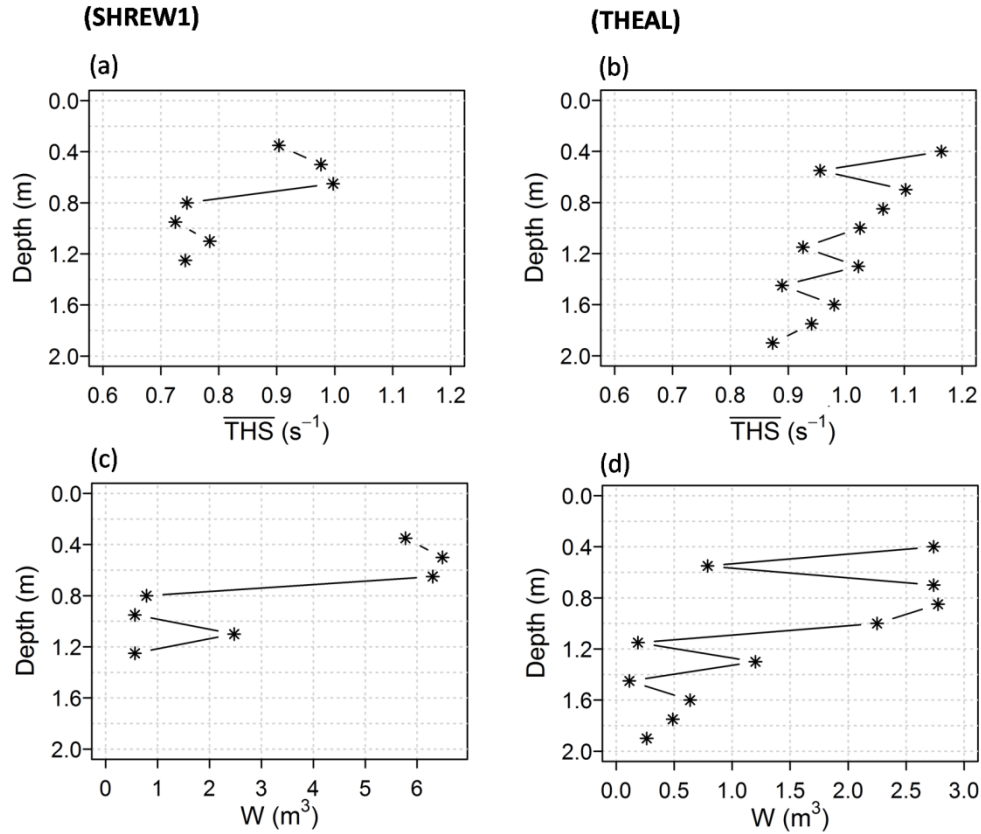 (SHREW1)
(THEAL)
(a)
0.0
0.4
0.8
1.2
1.6
2.0
Depth (m)
0.6 0.7 0.8 0.9 1.0 1.1 1.2
THS (s−1)
(b)
0.0
0.4
0.8
1.2
1.6
2.0
Depth (m)
0.6 0.7 0.8 0.9 1.0 1.1 1.2
THS (s−1)
(c)
0.0
0.4
0.8
1.2
1.6
2.0
Depth (m)
0 1 2 3 4 5 6
W (m3)
(d)
0.0
0.4
0.8
1.2
1.6
2.0
Depth (m)
0.0 0.5 1.0 1.5 2.0 2.5 3.0
W (m3)